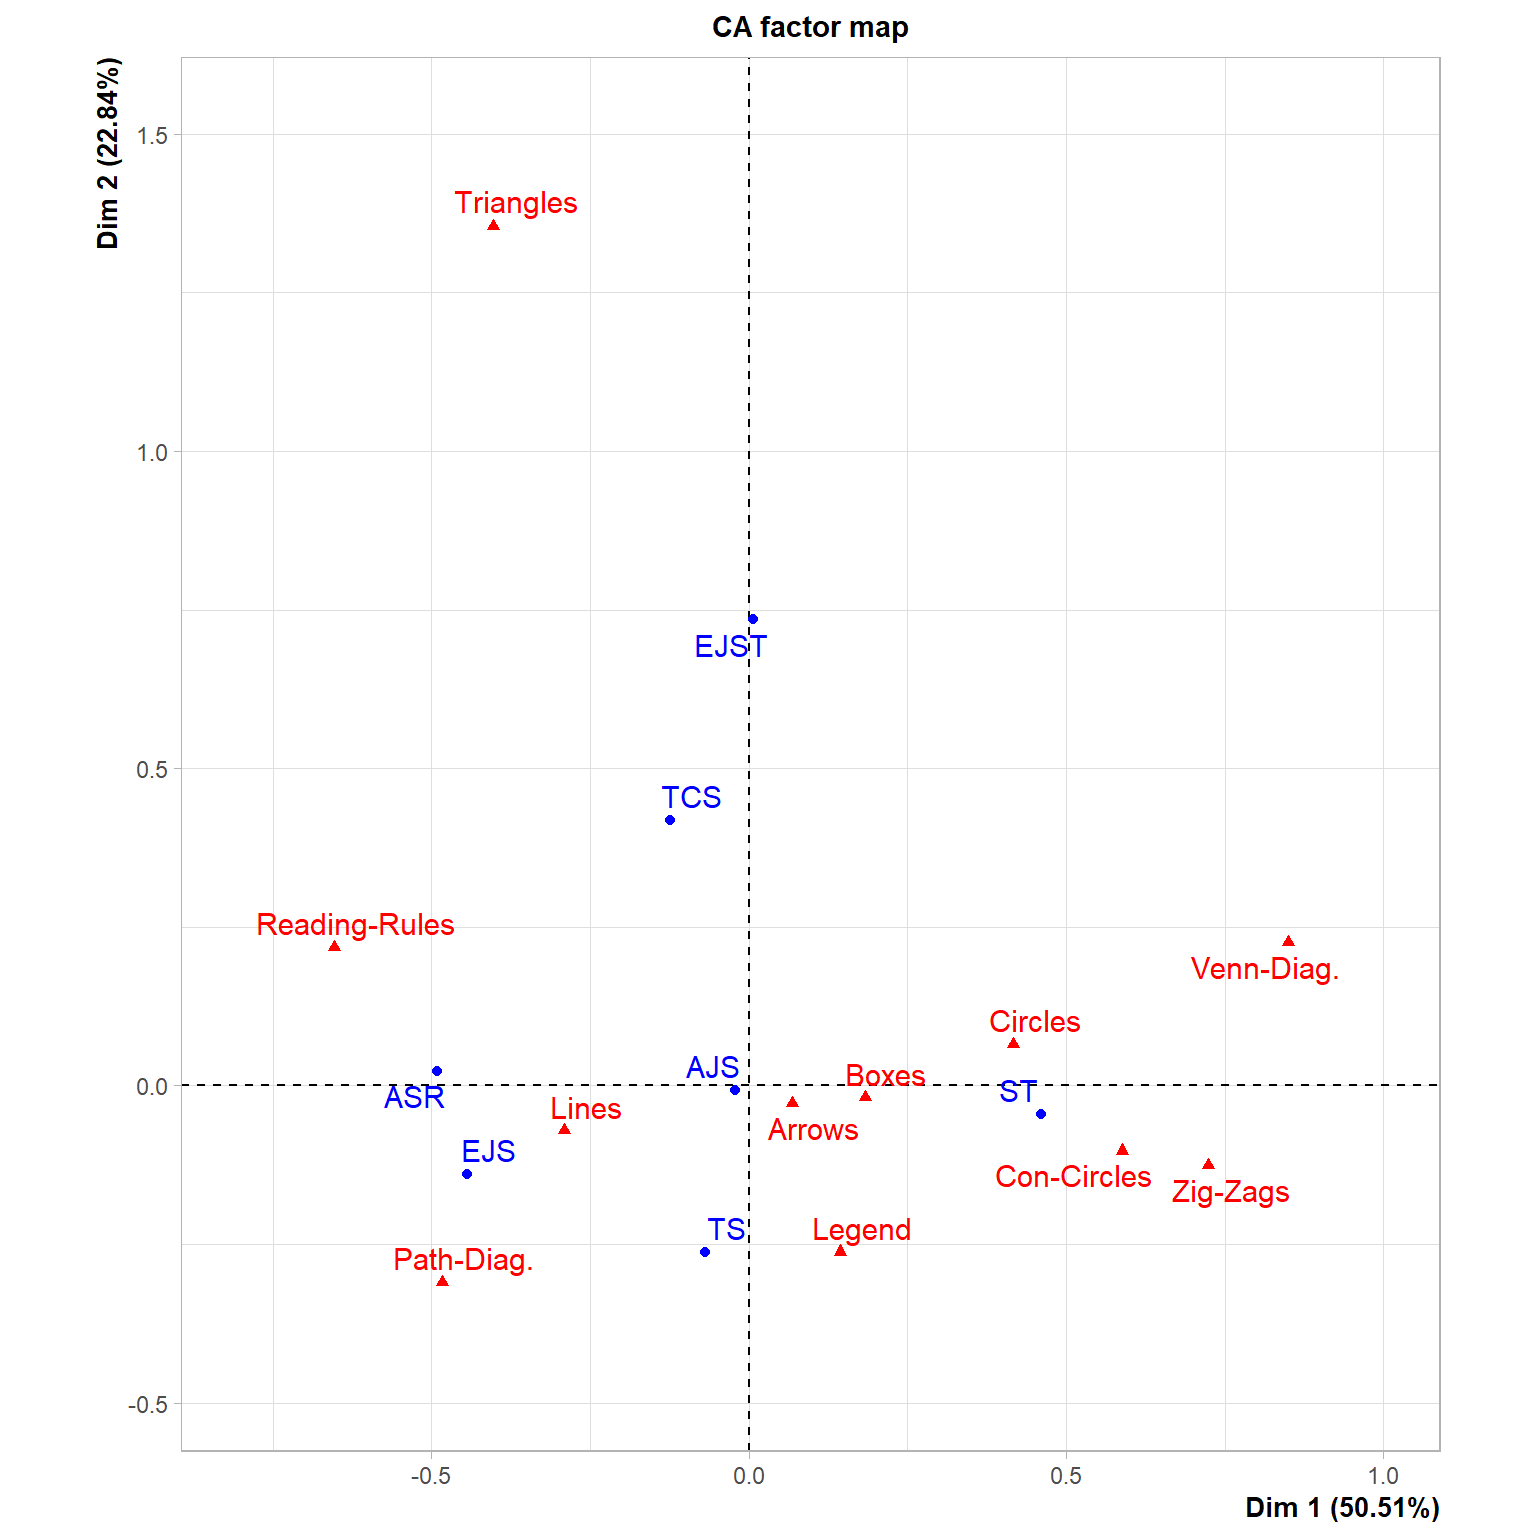 CA factor map
Dim 2 (22.84%)
1.5
Triangles
1.0
EJST
0.5
TCS
Reading-Rules
Venn-Diag.
Circles
AJS
Boxes
0.0
ST
ASR
Lines
Arrows
EJS
Con-Circles
Zig-Zags
TS
Legend
Path-Diag.
-0.5
-0.5
0.0
0.5
1.0
Dim 1 (50.51%)